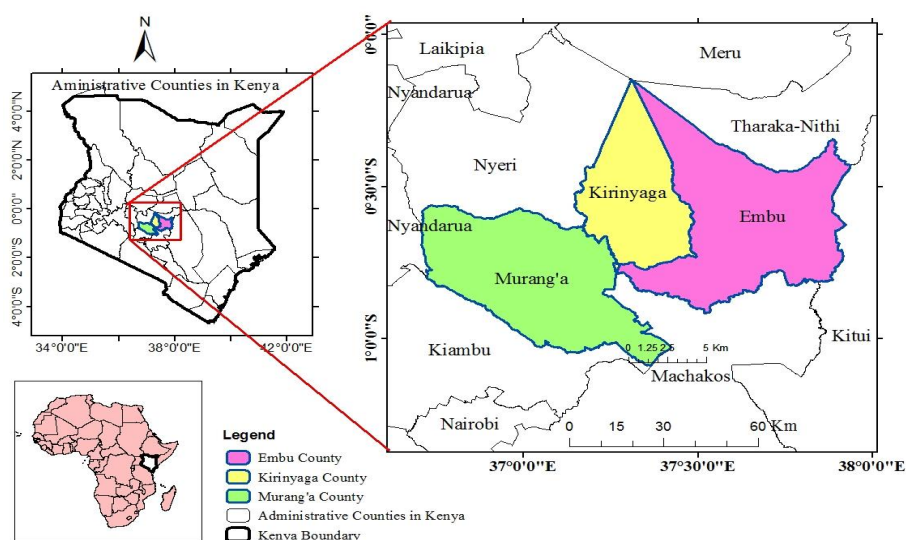 N
Aministrative Counties in Kenya
4°0'0"N
2°0'0"N
0°0'0"
2°0'0"S
4°0'0"S
34°0'0"E
38°0'0"E
42°0'0"E
0°0'0"
0°30'0"S
1°0'0"S
Laikipia
Meru
Nyandarua
Tharaka-Nithi
Nyeri
Kirinyaga
Embu
Nyandarua
Murang'a
Kitui
Kiambu
0 1.25 2.5 5 Km
Machakos
Nairobi
0 15 30 60 Km
37°0'0"E
37°30'0"E
38°0'0"E
Legend
Embu County
Kirinyaga County
Murang'a County
Administrative Counties in Kenya
Kenya Boundary